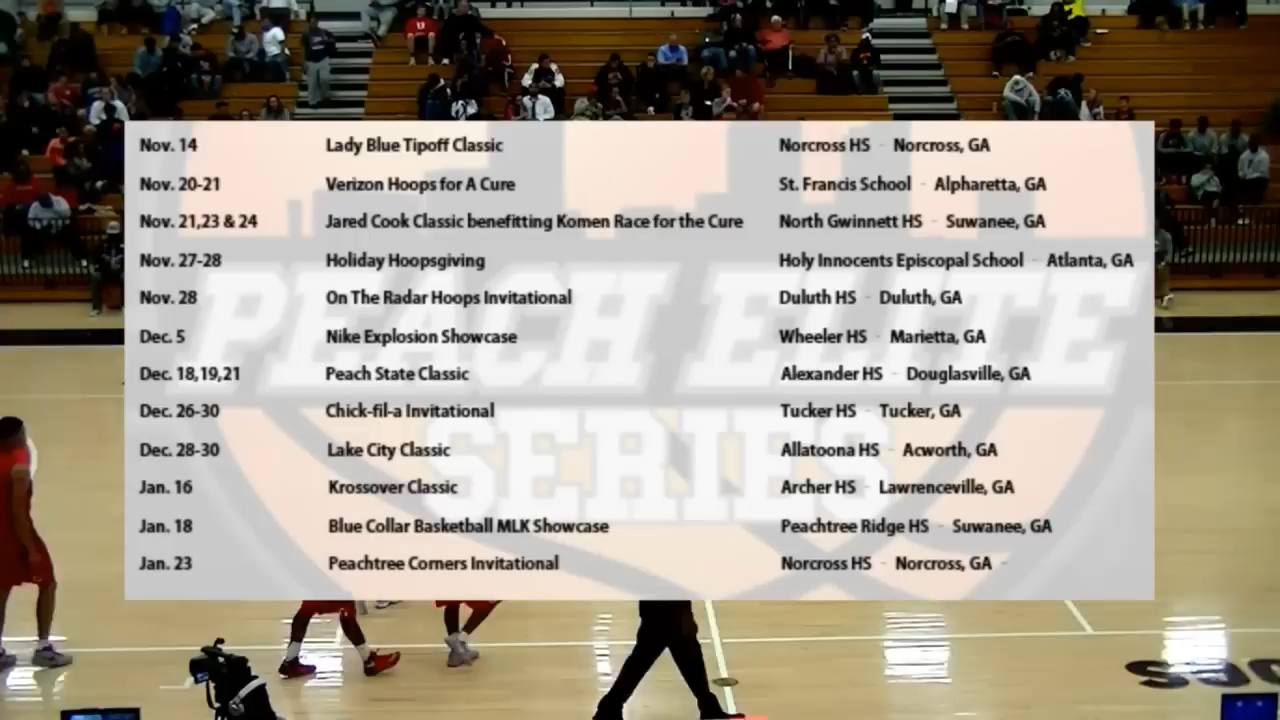 Nov. 14 Lady Blue Tipoff Classic Norcross HS - Norcross, GA
Nov. 20-21 Verizon Hoops for A Cure St. Francis School - Alpharetta, GA
Nov. 21,23 & 24 Jared Cook Classic benefitting Komen Race for the Cure North Gwinnett HS - Suwanee, GA
Nov. 27-28 Holiday Hoopsgiving Holy Innocents Episcopal School - Atlanta, GA
Nov. 28 On The Radar Hoops Invitational Duluth HS - Duluth, GA
Dec. 5 Nike Explosion Showcase Wheeler HS - Marietta, GA
Dec. 18,19,21 Peach State Classic Alexander HS - Douglasville, GA
Dec. 26-30 Chick-fil-a Invitational Tucker HS - Tucker, GA
Dec. 28-30 Lake City Classic Allatoona HS - Acworth, GA
Jan. 16 Krossover Classic Archer HS - Lawrenceville, GA
Jan. 18 Blue Collar Basketball MLK Showcase Peachtree Ridge HS - Suwanee, GA
Jan. 23 Peachtree Corners Invitational Norcross HS - Norcross, GA -
PEACH ELITE
SERIES